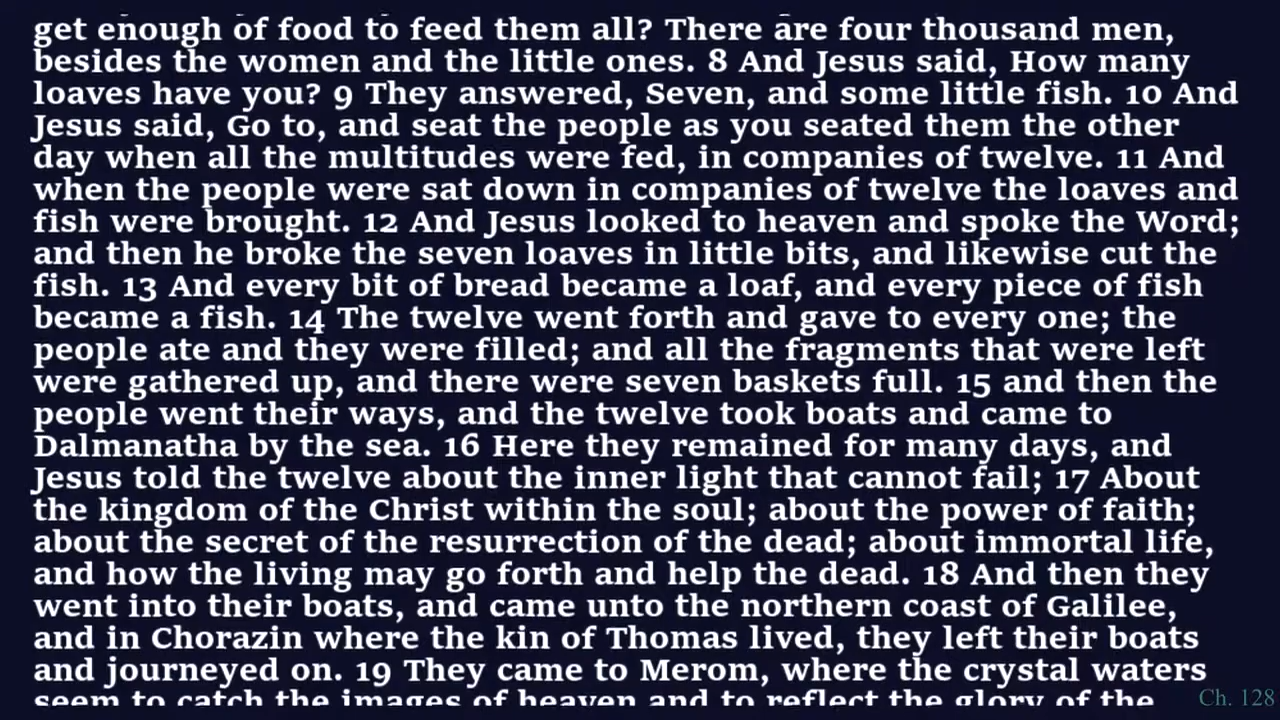 get enough of food to feed them all? There are four thousand men,
besides the women and the little ones. 8 And Jesus said, How many
loaves have you? 9 They answered, Seven, and some little fish. 10 And
Jesus said, Go to, and seat the people as you seated them the other
day when all the multitudes were fed, in companies of twelve. 11 And
when the people were sat down in companies of twelve the loaves and
fish were brought. 12 And Jesus looked to heaven and spoke the Word;
and then he broke the seven loaves in little bits, and likewise cut the
fish. 13 And every bit of bread became a loaf, and every piece of fish
became a fish. 14 The twelve went forth and gave to every one; the
people ate and they were filled; and all the fragments that were left
were gathered up, and there were seven baskets full. 15 and then the
people went their ways, and the twelve took boats and came to
Dalmanatha by the sea. 16 Here they remained for many days, and
Jesus told the twelve about the inner light that cannot fail; 17 About
the kingdom of the Christ within the soul; about the power of faith;
about the secret of the resurrection of the dead; about immortal life,
and how the living may go forth and help the dead. 18 And then they
went into their boats, and came unto the northern coast of Galilee,
and in Chorazin where the kin of Thomas lived, they left their boats
and journeyed on. 19 They came to Merom, where the crystal waters
seem to catch the images of heaven and to reflect the glory of the
Ch. 128